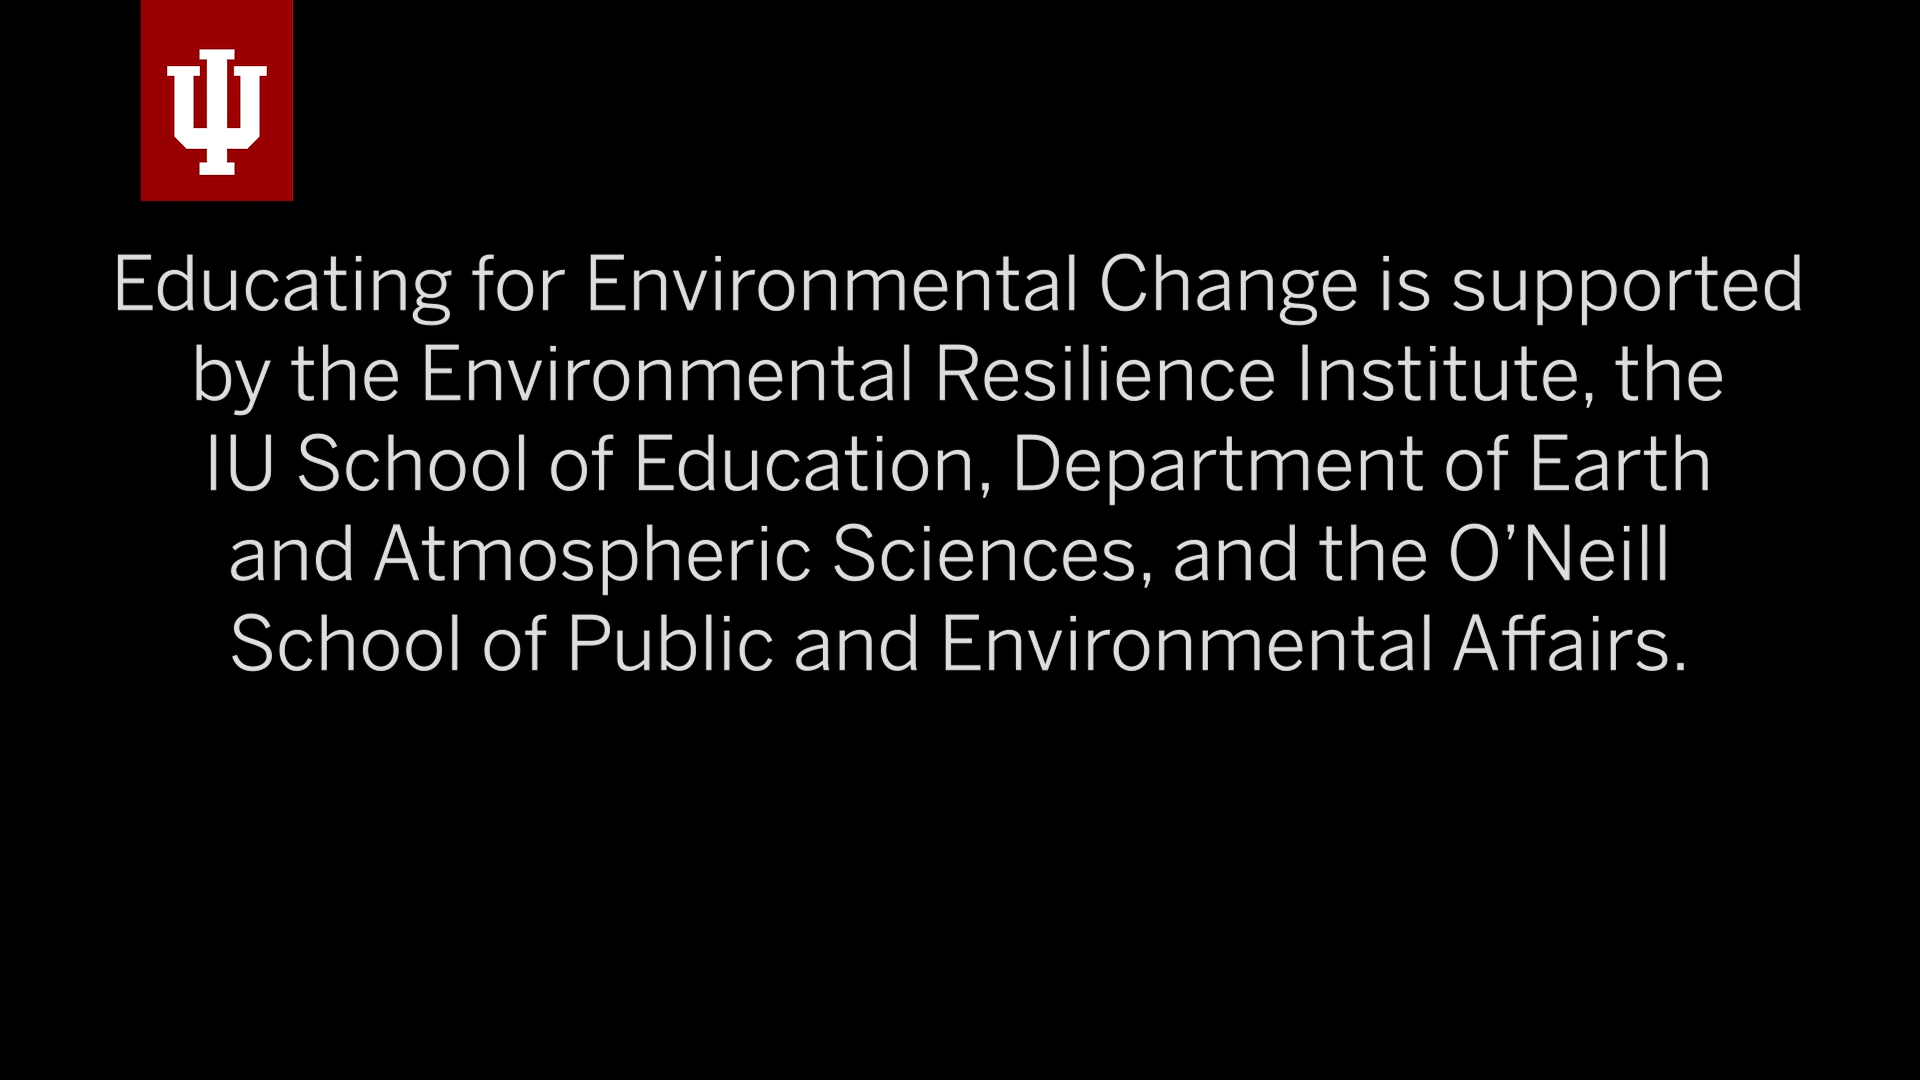 IU
Educating for Environmental Change is supported
by the Environmental Resilience Institute, the
IU School of Education, Department of Earth
and Atmospheric Sciences, and the O’Neill
School of Public and Environmental Affairs.